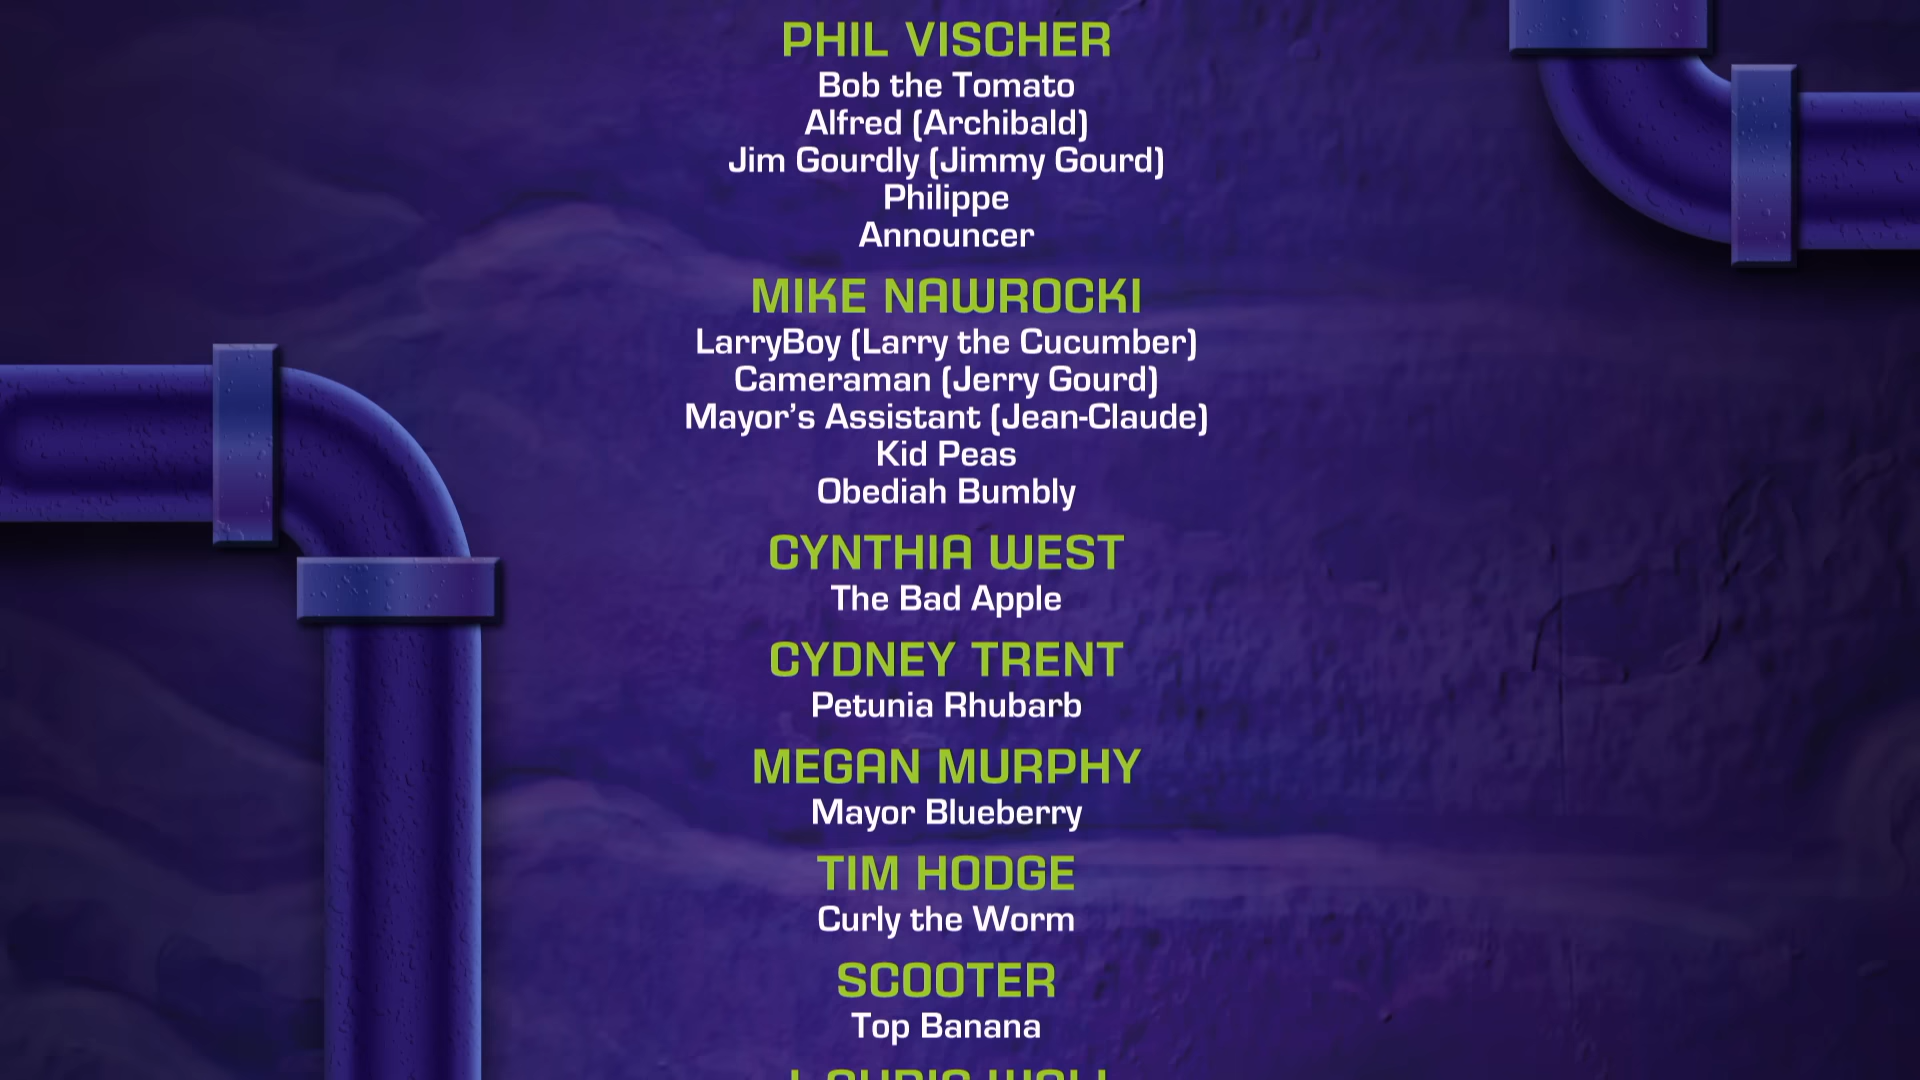 PHIL VISCHER
Bob the Tomato
Alfred (Archibald)
Jim Gourdly (Jimmy Gourd)
Philippe
Announcer
MIKE NAWROCKI
LarryBoy (Larry the Cucumber)
Cameraman (Jerry Gourd)
Mayor’s Assistant (Jean-Claude)
Kid Peas
Obediah Bumbly
CYNTHIA WEST
The Bad Apple
CYDNEY TRENT
Petunia Rhubarb
MEGAN MURPHY
Mayor Blueberry
TIM HODGE
Curly the Worm
SCOOTER
Top Banana